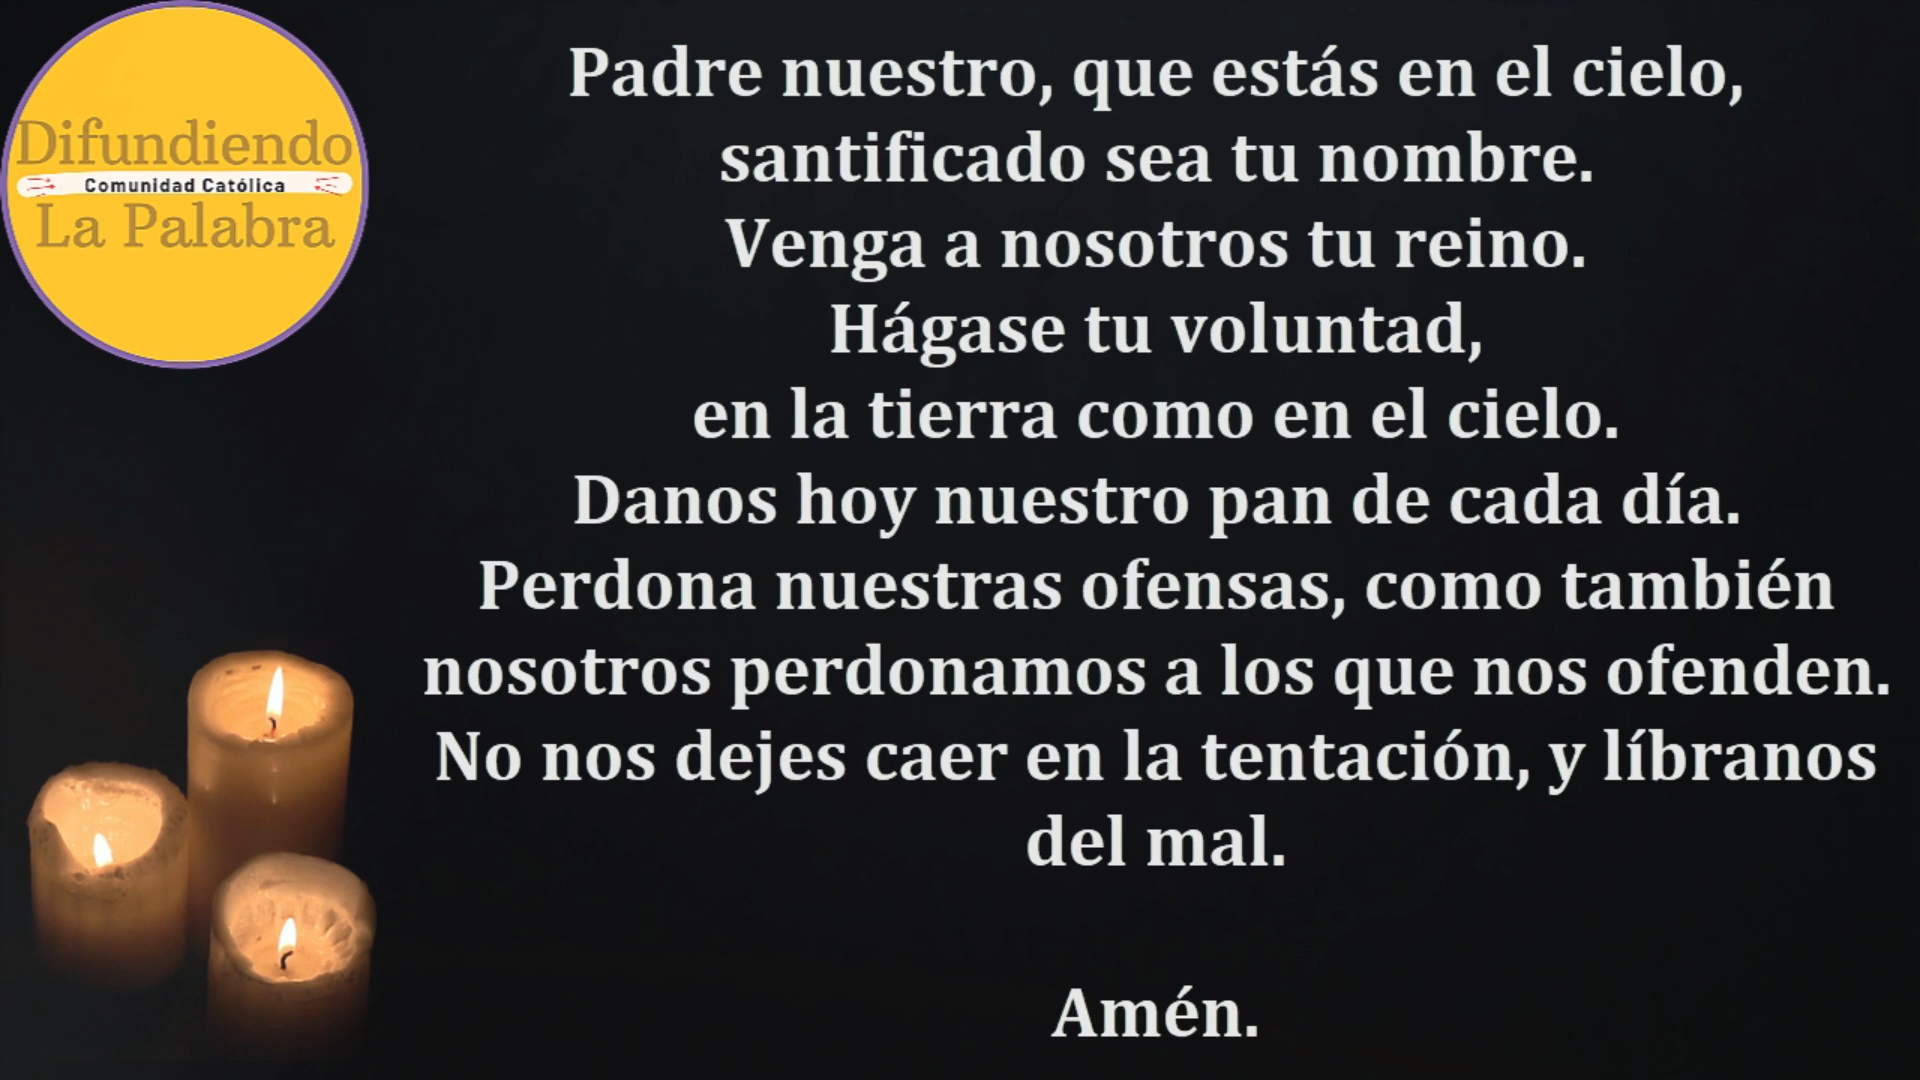 Difundiendo
Comunidad Católica
La Palabra
Padre nuestro, que estás en el cielo,
santificado sea tu nombre.
Venga a nosotros tu reino.
Hágase tu voluntad,
en la tierra como en el cielo.
Danos hoy nuestro pan de cada día.
Perdona nuestras ofensas, como también
nosotros perdonamos a los que nos ofenden.
No nos dejes caer en la tentación, y líbranos
del mal.
Amén.